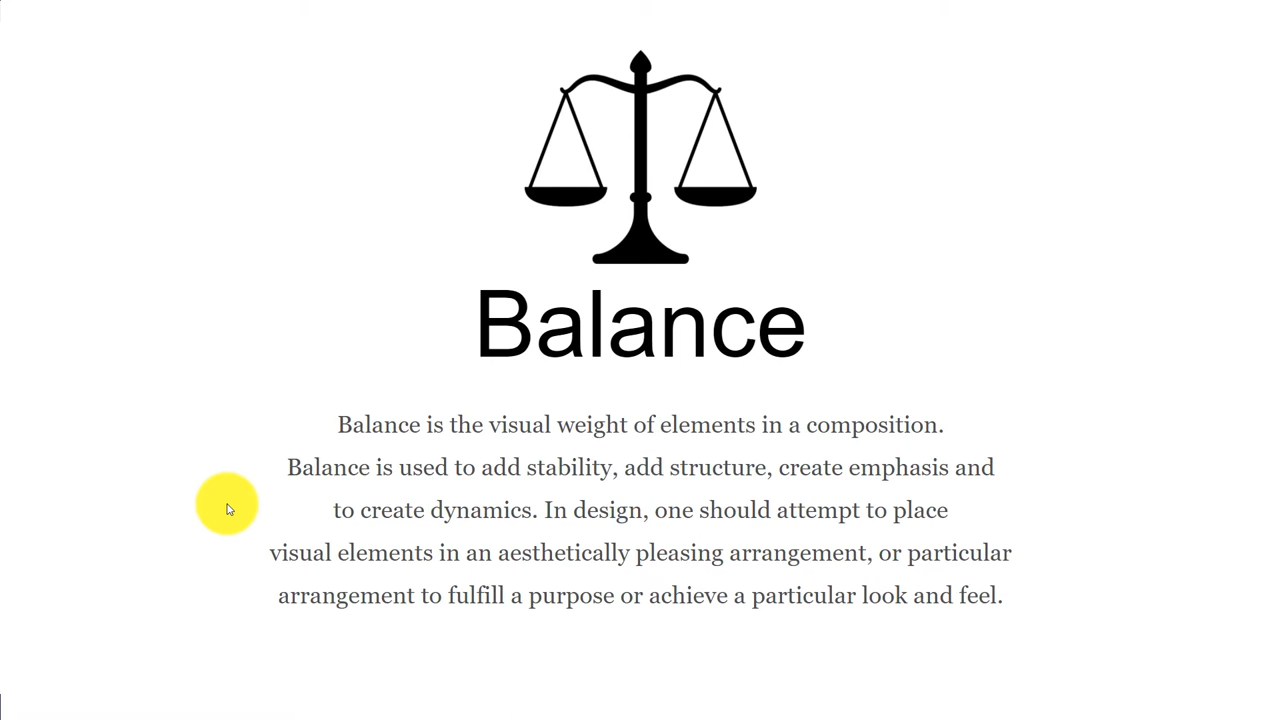 Balance
Balance is the visual weight of elements in a composition.
Balance is used to add stability, add structure, create emphasis and
to create dynamics. In design, one should attempt to place
visual elements in an aesthetically pleasing arrangement, or particular
arrangement to fulfill a purpose or achieve a particular look and feel.